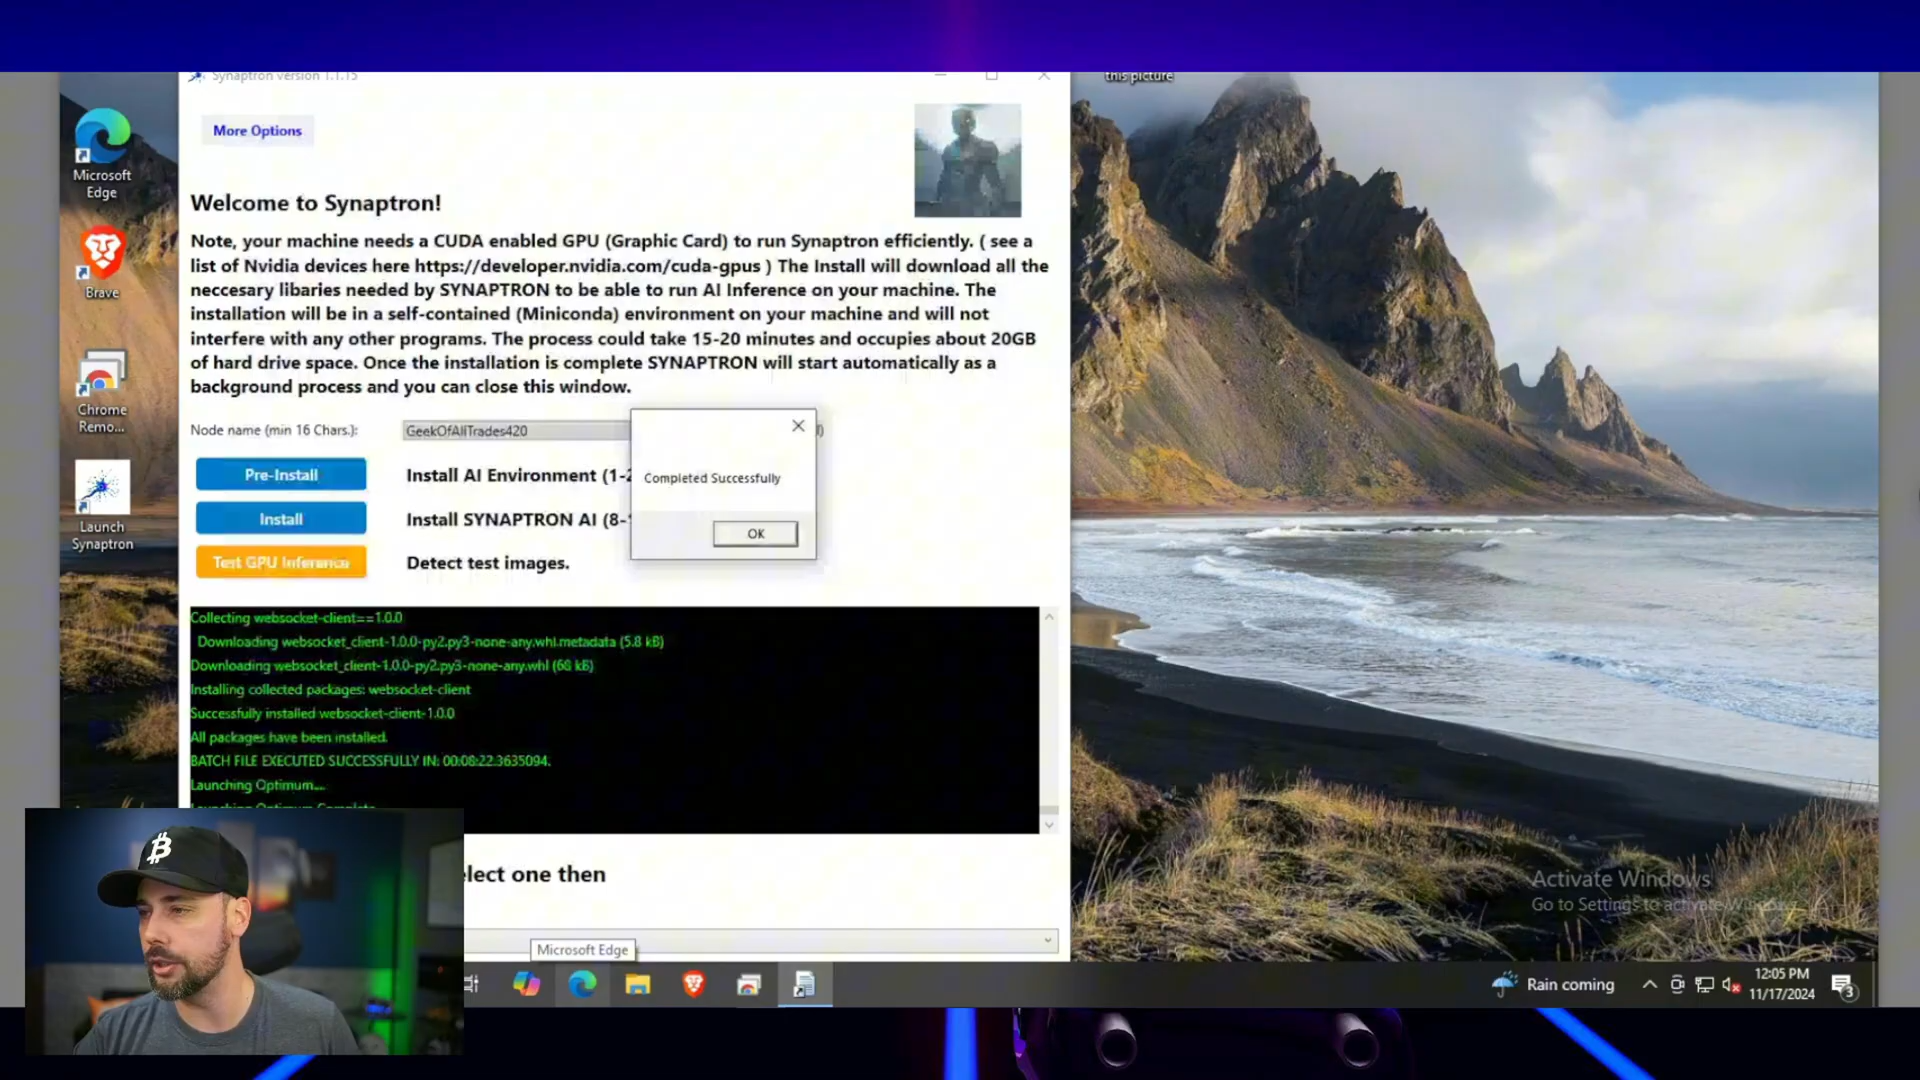 Synaptron version 1.1.15
this picture
More Options
Microsoft
Edge
Brave
Chrome
Remo...
Launch
Synaptron
Welcome to Synaptron!
Note, your machine needs a CUDA enabled GPU (Graphic Card) to run Synaptron efficiently. ( see a
list of Nvidia devices here https://developer.nvidia.com/cuda-gpus ) The Install will download all the
neccesary libaries needed by SYNAPTRON to be able to run AI Inference on your machine. The
installation will be in a self-contained (Miniconda) environment on your machine and will not
interfere with any other programs. The process could take 15-20 minutes and occupies about 20GB
of hard drive space. Once the installation is complete SYNAPTRON will start automatically as a
background process and you can close this window.
Node name (min 16 Chars.):
GeekOfAllTrades420
Pre-Install
Install AI Environment (1-2
Install
Install SYNAPTRON AI (8-
Test GPU Inference
Detect test images.
Completed Successfully
OK
Collecting websocket-client==1.0.0
Downloading websocket_client-1.0.0-py2.py3-none-any.whl.metadata (5.8 kB)
Downloading websocket_client-1.0.0-py2.py3-none-any.whl (68 kB)
Installing collected packages: websocket-client
Successfully installed websocket-client-1.0.0
All packages have been installed.
BATCH FILE EXECUTED SUCCESSFULLY IN: 00:08:22.3635094.
Launching Optimum...
Launching Optimum Complete
elect one then
Microsoft Edge
Activate Windows
Go to Settings to activate Windows.
Rain coming
12:05 PM
11/17/2024
3